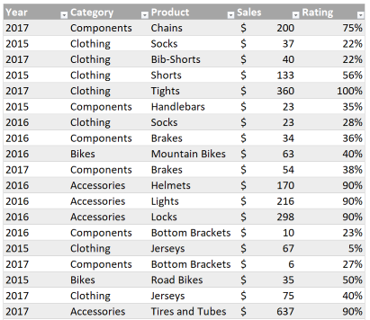 Year Category Product Sales Rating
2017 Components Chains $ 200 75%
2015 Clothing Socks $ 37 22%
2017 Clothing Bib-Shorts $ 40 22%
2015 Clothing Shorts $ 133 56%
2017 Clothing Tights $ 360 100%
2015 Components Handlebars $ 23 35%
2016 Clothing Socks $ 23 28%
2016 Components Brakes $ 34 36%
2016 Bikes Mountain Bikes $ 63 40%
2017 Components Brakes $ 54 38%
2016 Accessories Helmets $ 170 90%
2016 Accessories Lights $ 216 90%
2016 Accessories Locks $ 298 90%
2016 Components Bottom Brackets $ 10 23%
2015 Clothing Jerseys $ 67 5%
2017 Components Bottom Brackets $ 6 27%
2015 Bikes Road Bikes $ 35 50%
2017 Clothing Jerseys $ 75 40%
2017 Accessories Tires and Tubes $ 637 90%